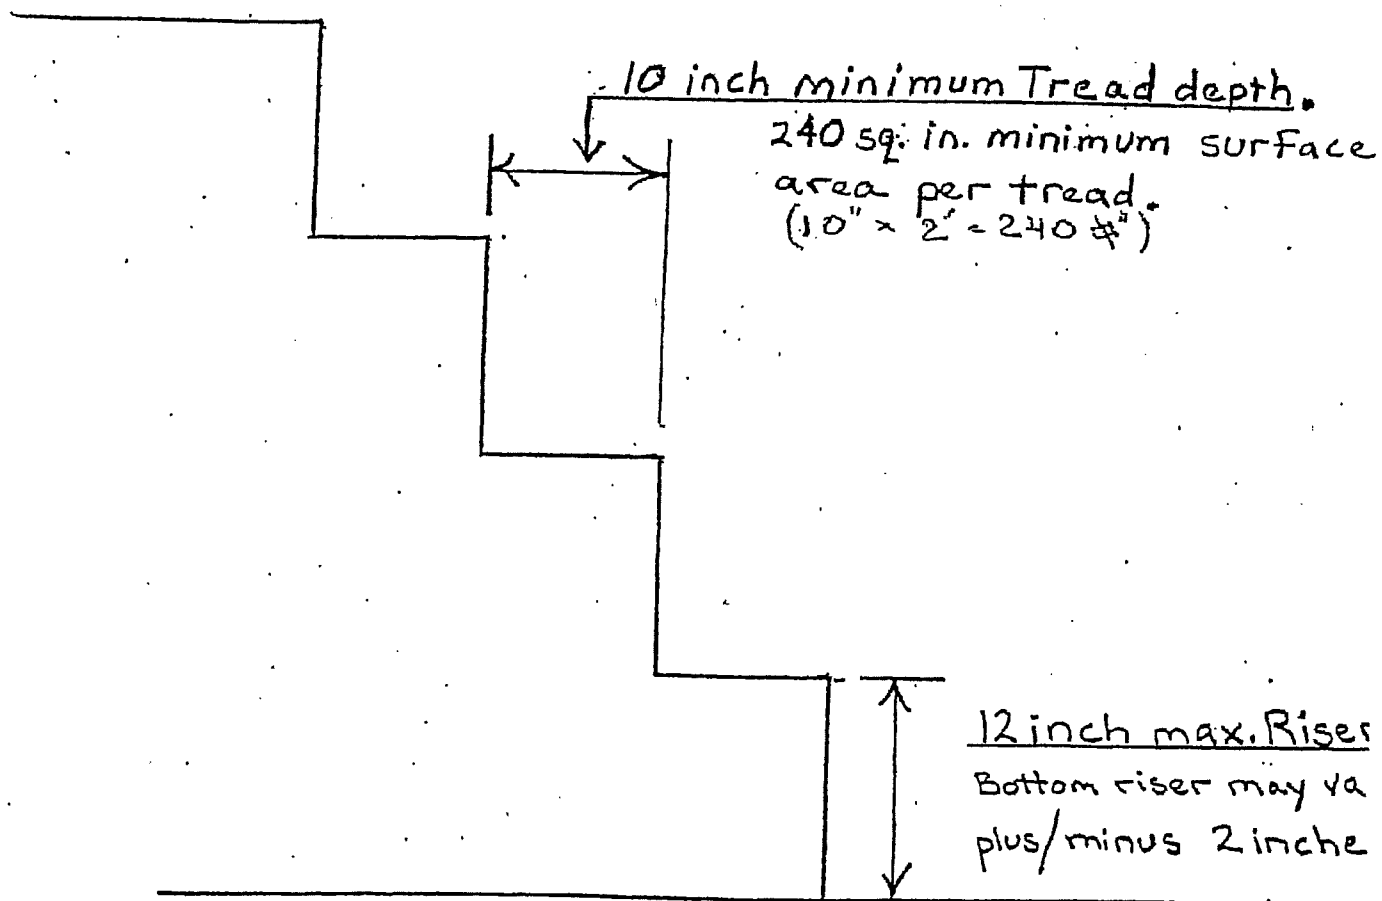 10 inch minimum Tread depth.
240 sq. in. minimum surface
area per tread.
(10" x 2' = 240 #")
12 inch max. Riser
Bottom riser may va
plus/minus 2 inche